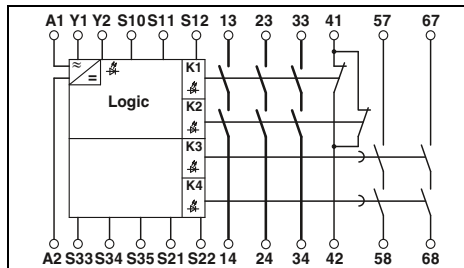 A1 Y1 Y2 S10 S11 S12 13 23 33 41 57 67
≂
=
Logic
K1
K2
K3
K4
A2 S33 S34 S35 S21 S22 14 24 34 42 58 68